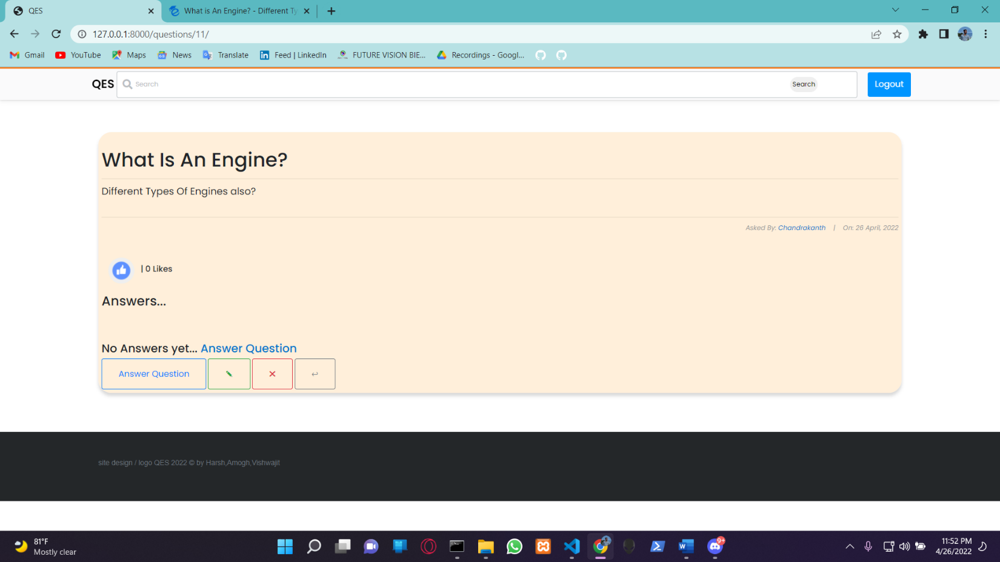 QES
What is An Engine? - Different Ty
127.0.0.1:8000/questions/11/
Gmail
YouTube
Maps
News
Translate
Feed | LinkedIn
FUTURE VISION BIE...
Recordings - Googl...
QES
Search
Search
Logout
What Is An Engine?
Different Types Of Engines also?
Asked By: Chandrakanth | On: 26 April, 2022
| 0 Likes
Answers...
No Answers yet... Answer Question
Answer Question
site design / logo QES 2022 © by Harsh,Amogh,Vishwajit
81°F
Mostly clear
9+
11:52 PM
4/26/2022